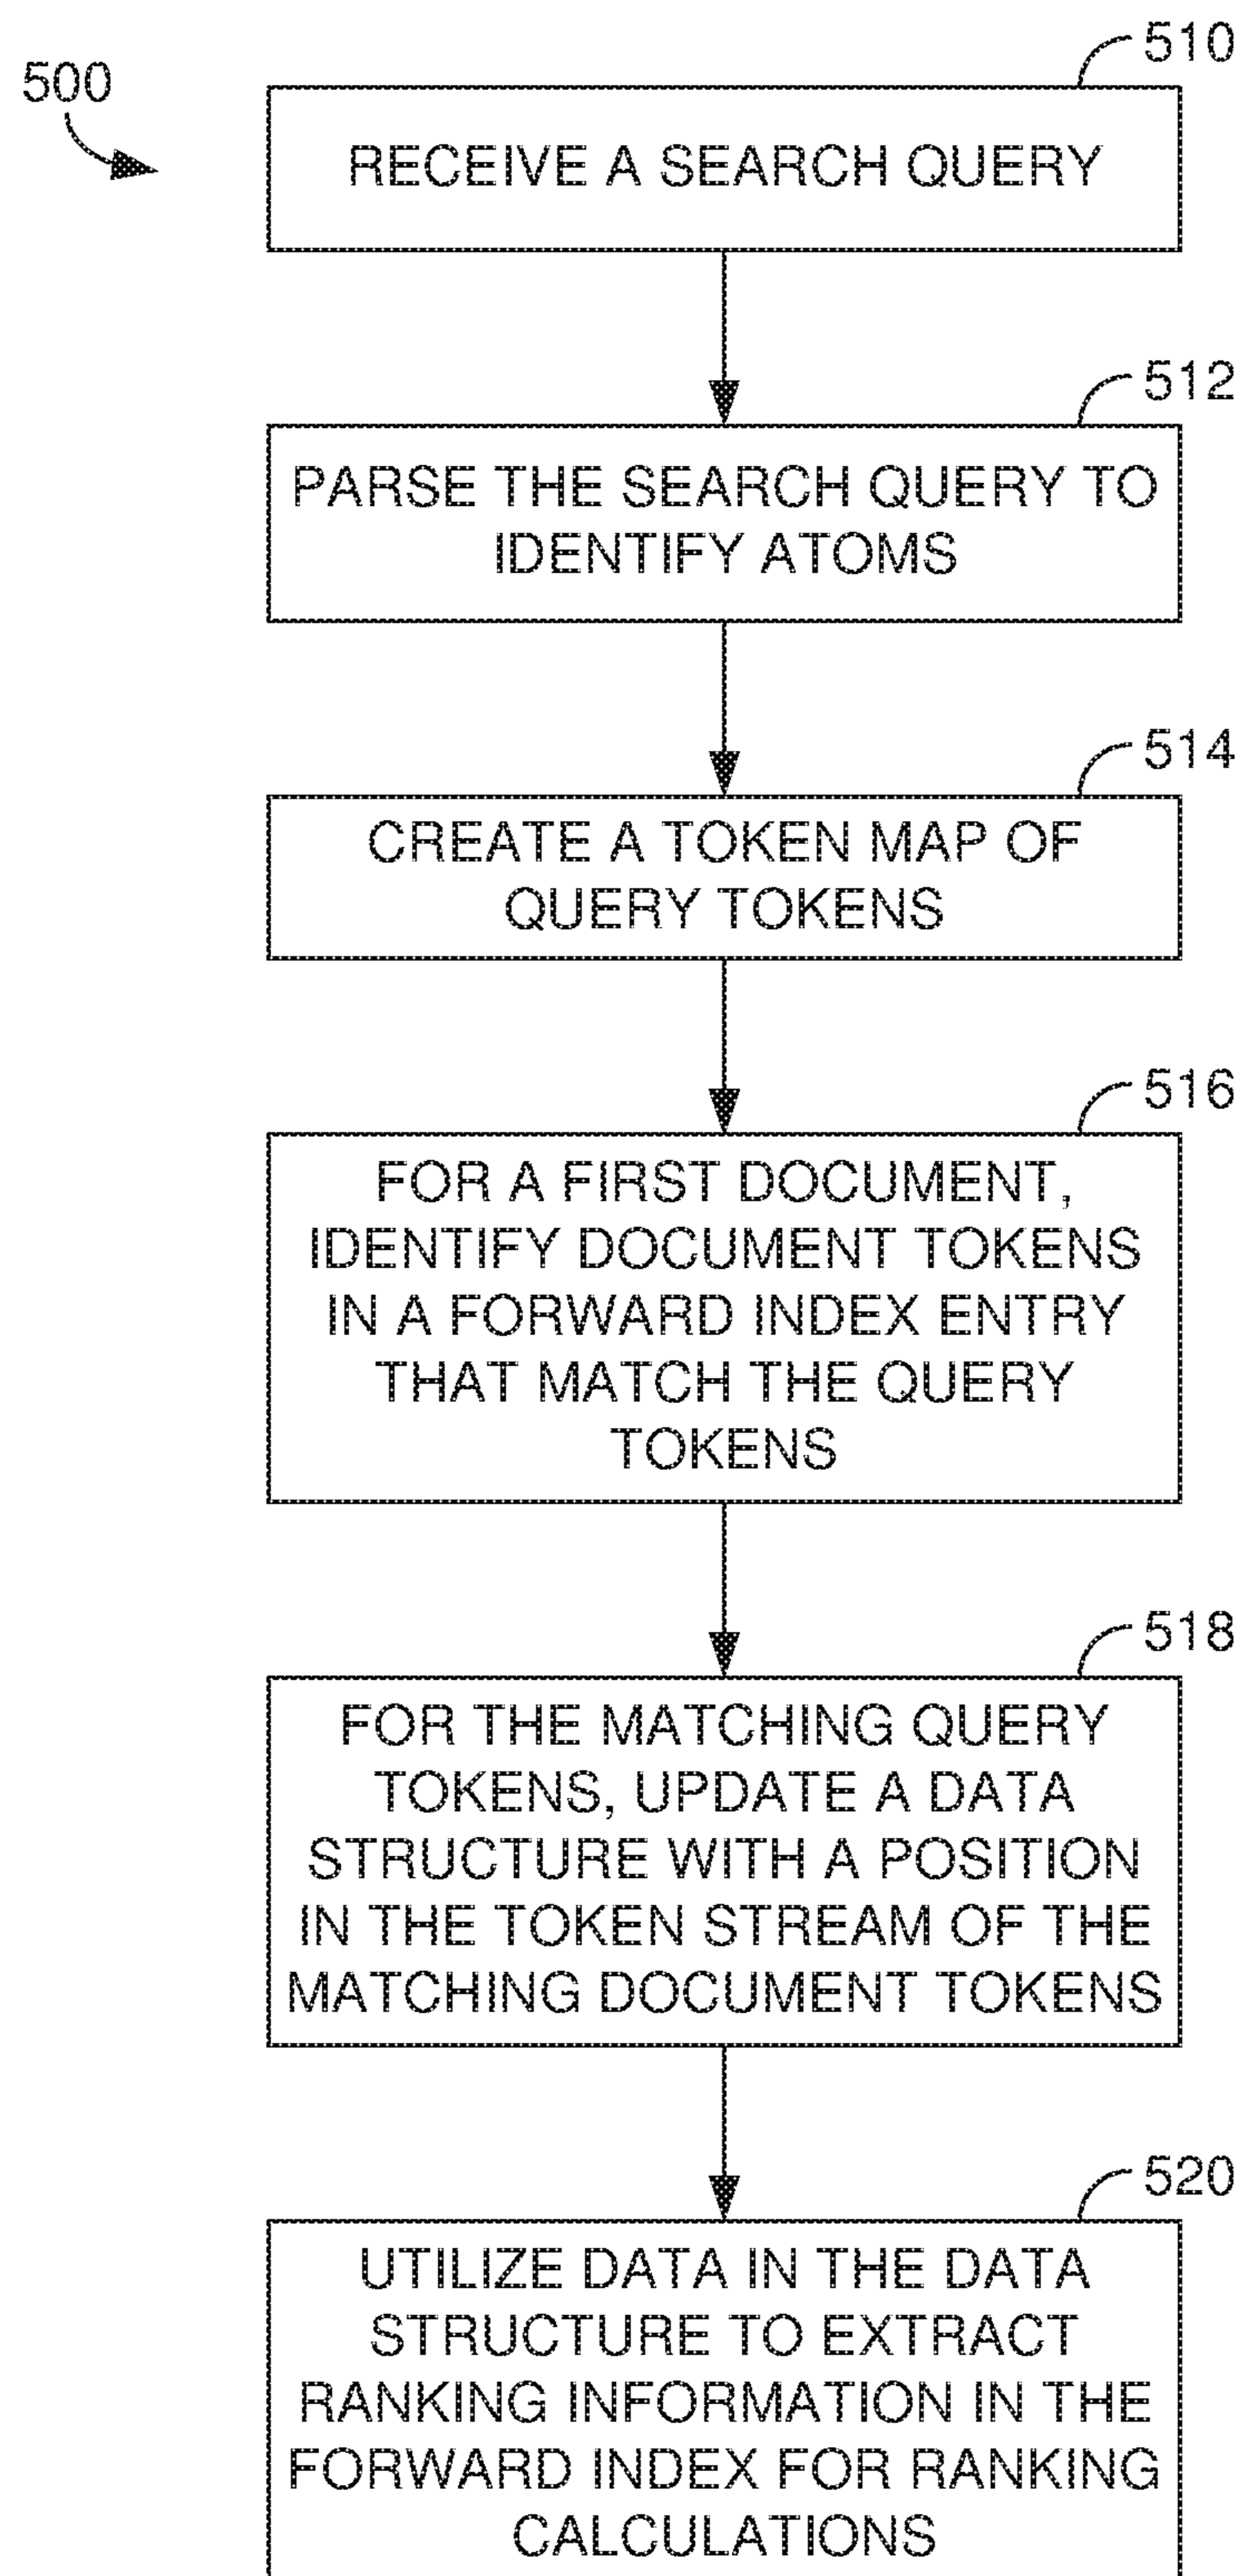 500
510
RECEIVE A SEARCH QUERY
512
PARSE THE SEARCH QUERY TO
IDENTIFY ATOMS
514
CREATE A TOKEN MAP OF
QUERY TOKENS
516
FOR A FIRST DOCUMENT,
IDENTIFY DOCUMENT TOKENS
IN A FORWARD INDEX ENTRY
THAT MATCH THE QUERY
TOKENS
518
FOR THE MATCHING QUERY
TOKENS, UPDATE A DATA
STRUCTURE WITH A POSITION
IN THE TOKEN STREAM OF THE
MATCHING DOCUMENT TOKENS
520
UTILIZE DATA IN THE DATA
STRUCTURE TO EXTRACT
RANKING INFORMATION IN THE
FORWARD INDEX FOR RANKING
CALCULATIONS